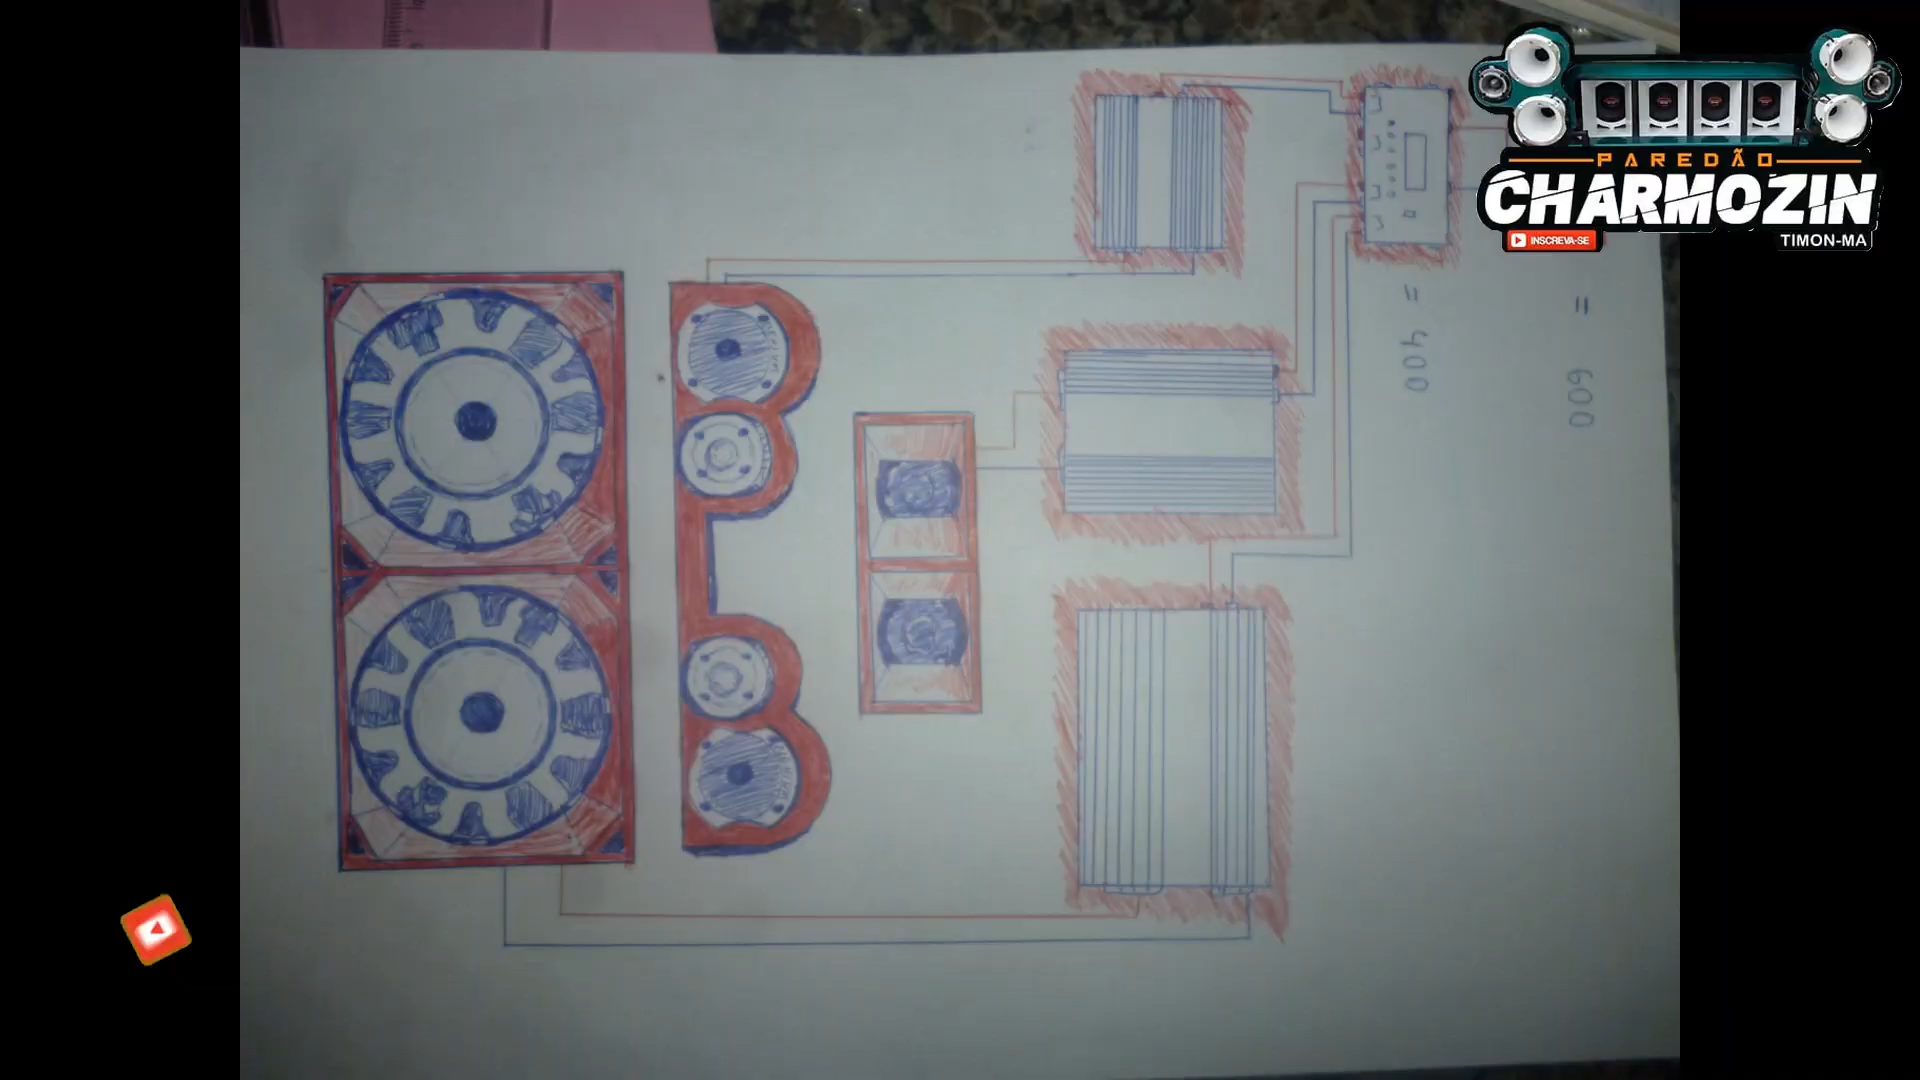 PAREDÃO
CHARMOZIN
INSCREVA-SE
TIMON-MA
= 400
= 600